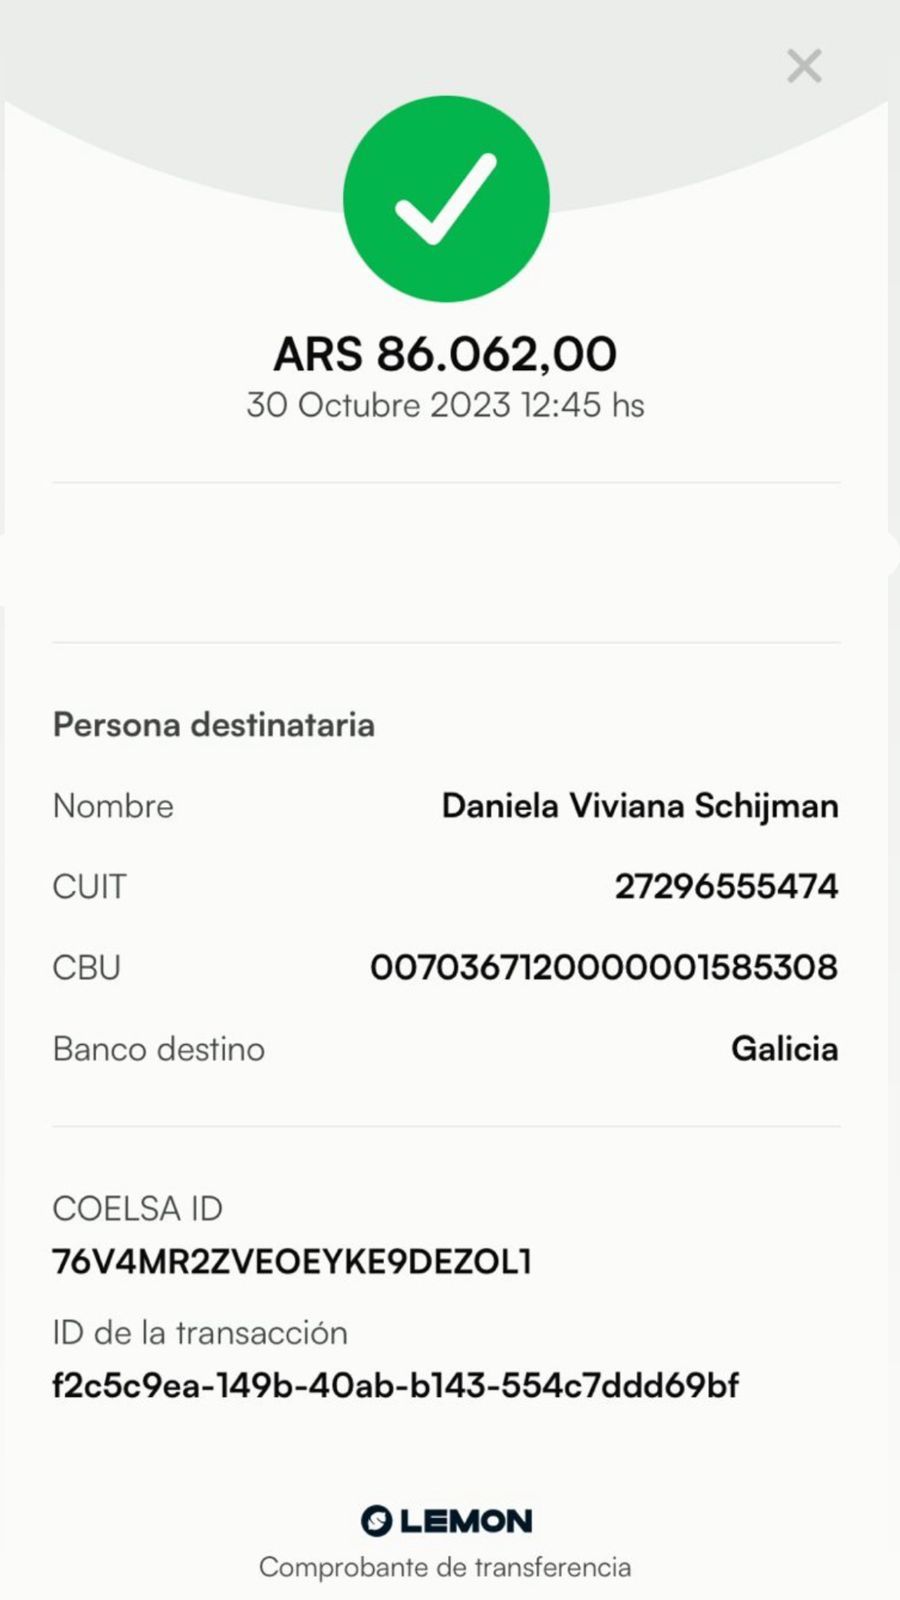 ARS 86.062,00
30 Octubre 2023 12:45 hs
Persona destinataria
Nombre Daniela Viviana Schijman
CUIT 27296555474
CBU 0070367120000001585308
Banco destino Galicia
COELSA ID
76V4MR2ZVEOEYKE9DEZOL1
ID de la transacción
f2c5c9ea-149b-40ab-b143-554c7ddd69bf
LEMON
Comprobante de transferencia